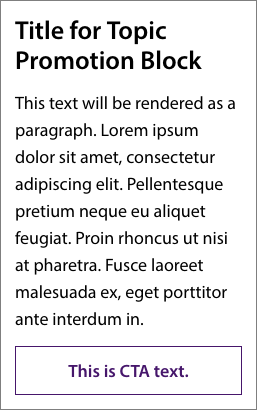 Title for Topic
Promotion Block
This text will be rendered as a
paragraph. Lorem ipsum
dolor sit amet, consectetur
adipiscing elit. Pellentesque
pretium neque eu aliquet
feugiat. Proin rhoncus ut nisi
at pharetra. Fusce laoreet
malesuada ex, eget porttitor
ante interdum in.
This is CTA text.